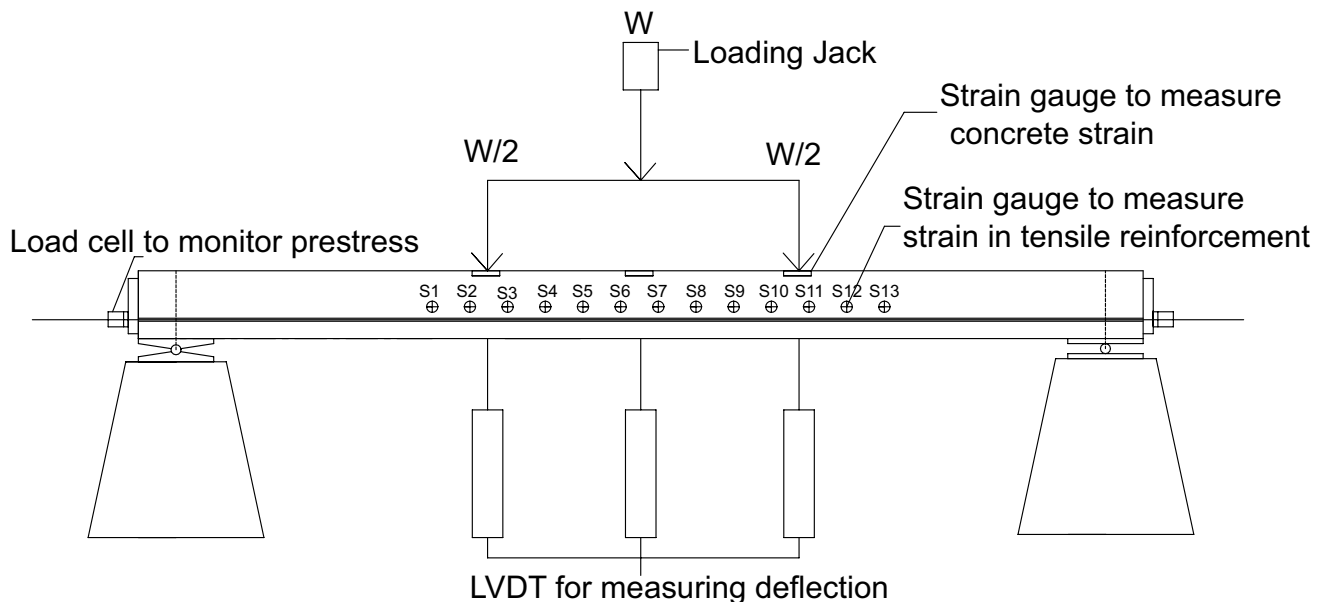 W
Loading Jack
Strain gauge to measure
concrete strain
W/2
W/2
Strain gauge to measure
strain in tensile reinforcement
Load cell to monitor prestress
S1 S2 S3 S4 S5 S6 S7 S8 S9 S10 S11 S12 S13
LVDT for measuring deflection